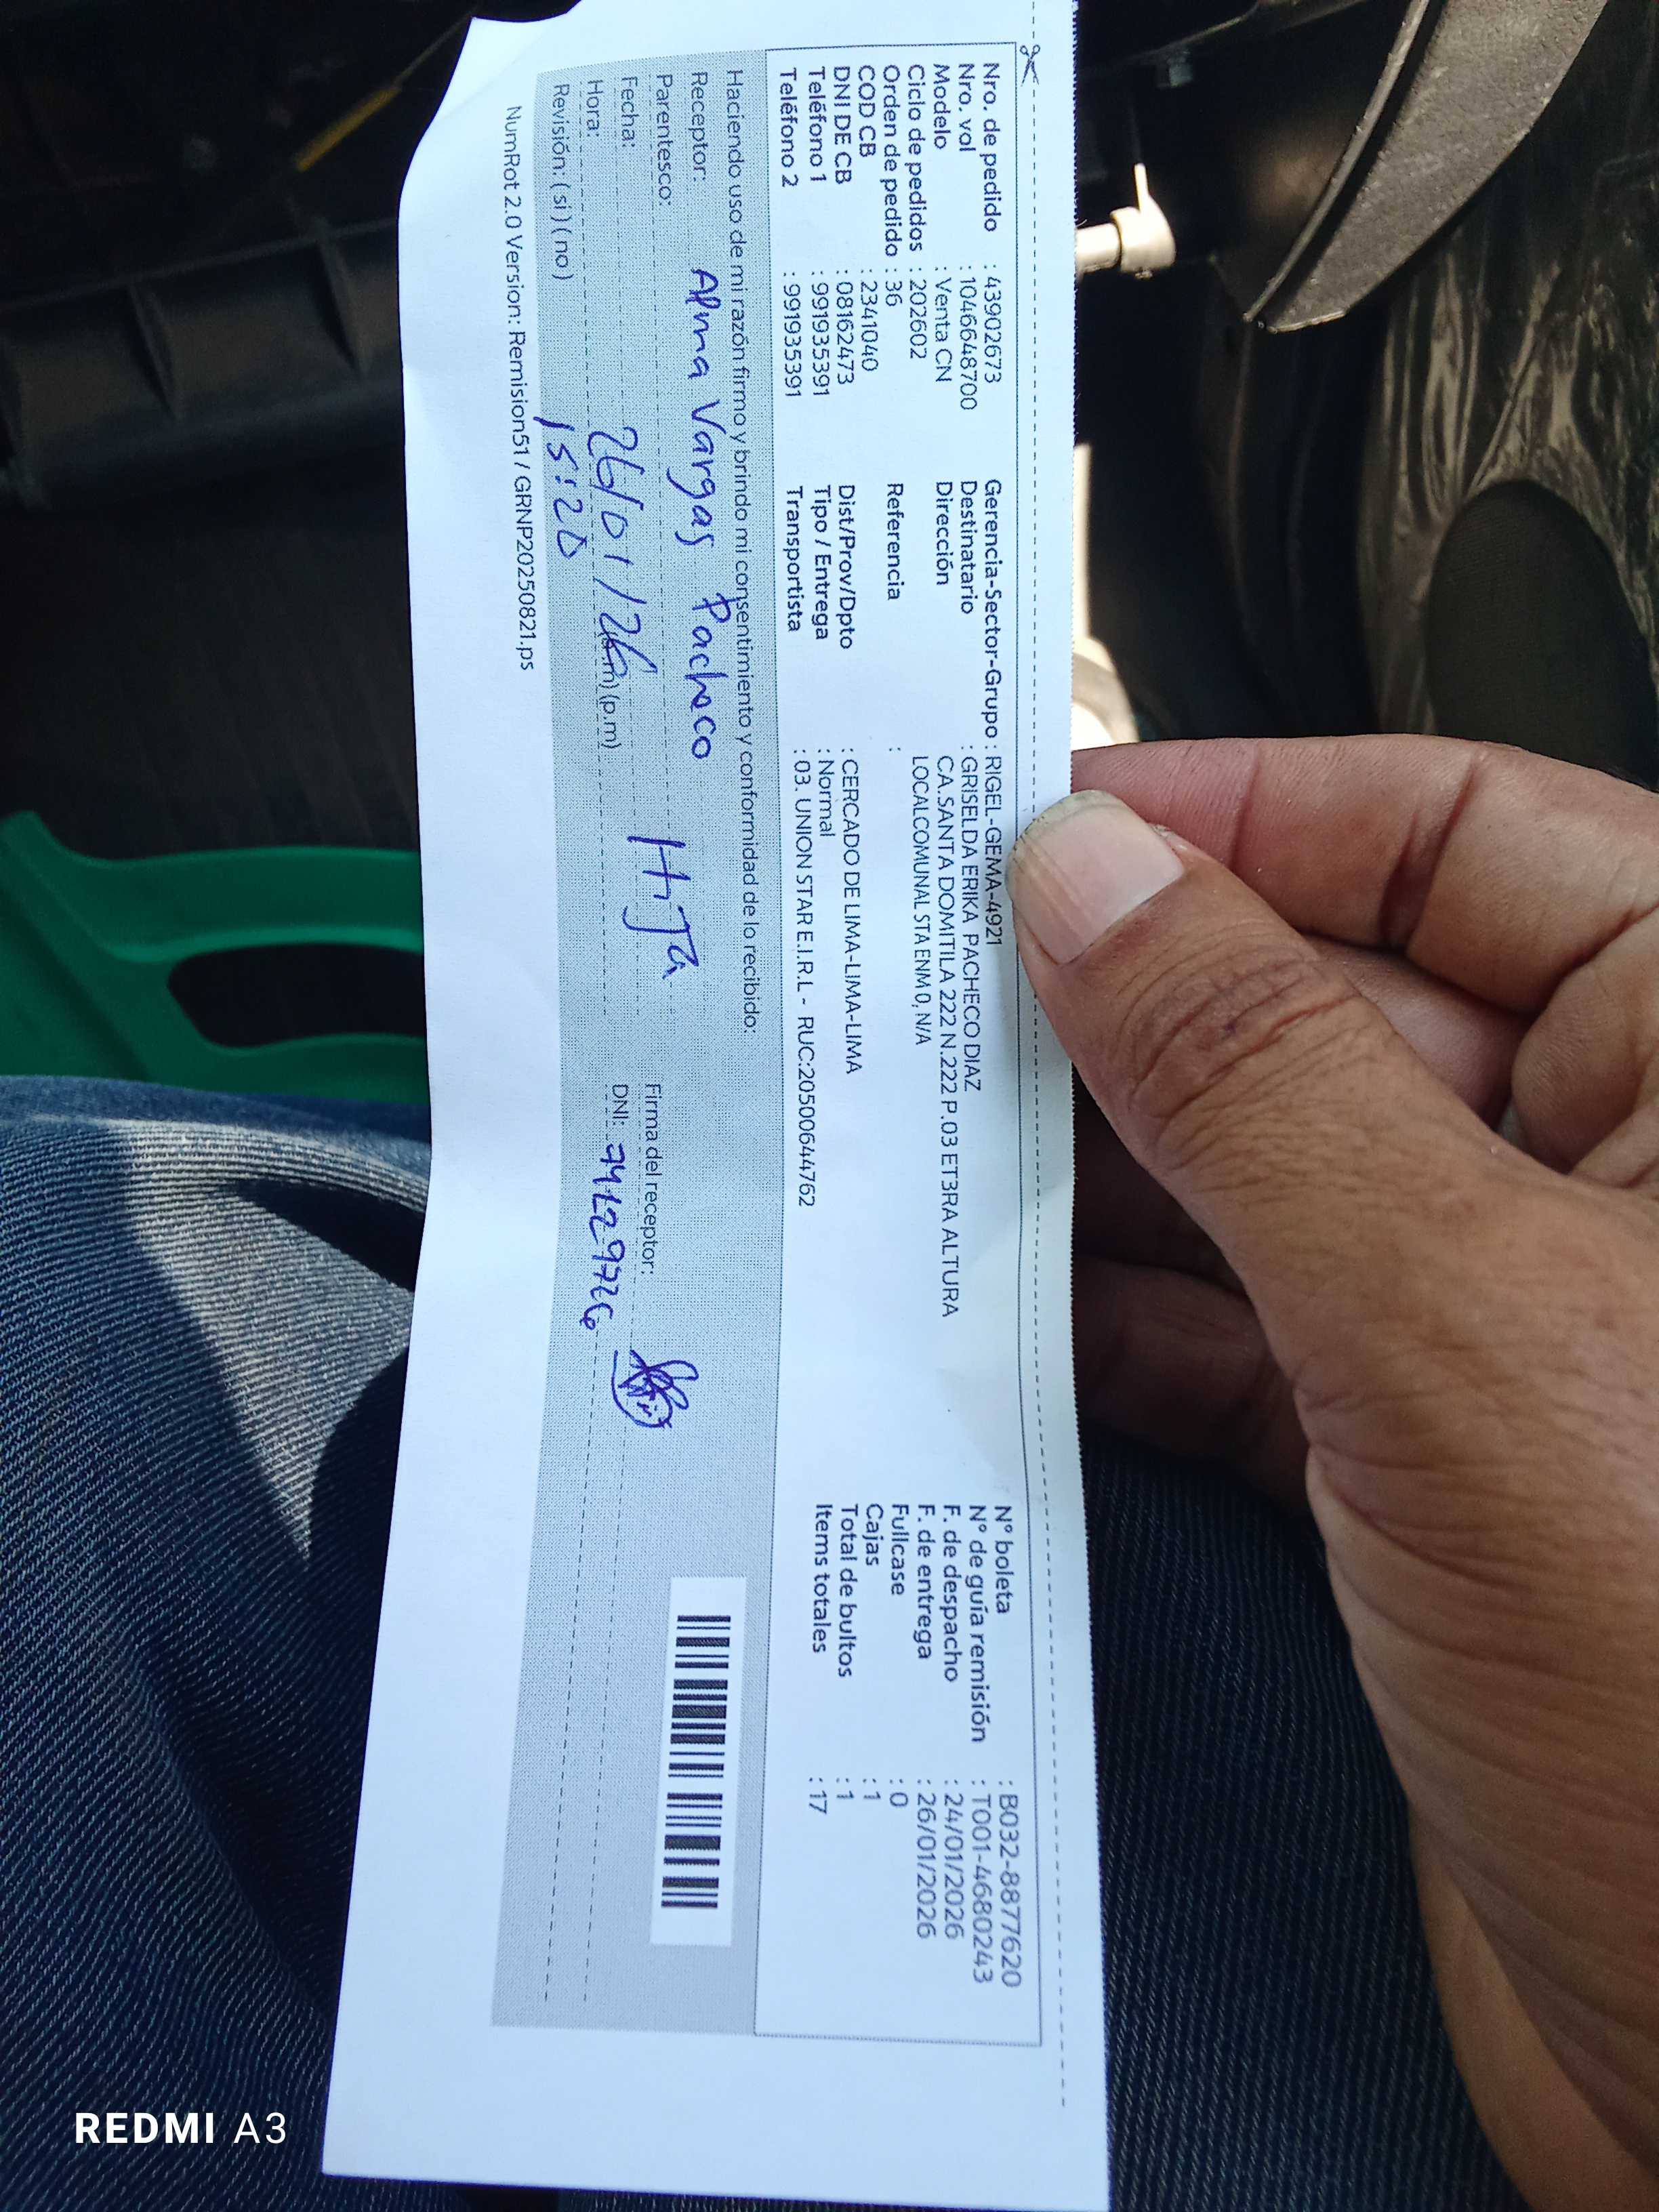 Nro. de pedido : 43902673
Nro. vol : 1046648700
Modelo : Venta CN
Ciclo de pedidos : 202602
Orden de pedido : 36
COD CB : 2341040
DNI DE CB : 08162473
Teléfono 1 : 991935391
Teléfono 2 : 991935391
Gerencia-Sector-Grupo : RIGEL-GEMA-4921
Destinatario : GRISELDA ERIKA PACHECO DIAZ
Dirección CA.SANTA DOMITILA 222 N.222 P.03 ET3RA ALTURA
LOCALCOMUNAL STA ENM 0, N/A
Referencia :
Dist/Prov/Dpto : CERCADO DE LIMA-LIMA-LIMA
Tipo / Entrega : Normal
Transportista : 03. UNION STAR E.I.R.L - RUC:20500644762
N° boleta : B032-8877620
N° de guía remisión : T001-4680243
F. de despacho : 24/01/2026
F. de entrega : 26/01/2026
Fullcase : 0
Cajas : 1
Total de bultos : 1
Items totales : 17
Haciendo uso de mi razón firmo y brindo mi consentimiento y conformidad de lo recibido:
Receptor: Vargas Pacheco
Parentesco: Hija
Firma del receptor:
Fecha: 26/01/26
DNI:
Hora: 15:20 (a.m) (p.m)
Revisión: ( si ) ( no )
NumRot 2.0 Version: Remision51 / GRNP20250821.ps
REDMI A3